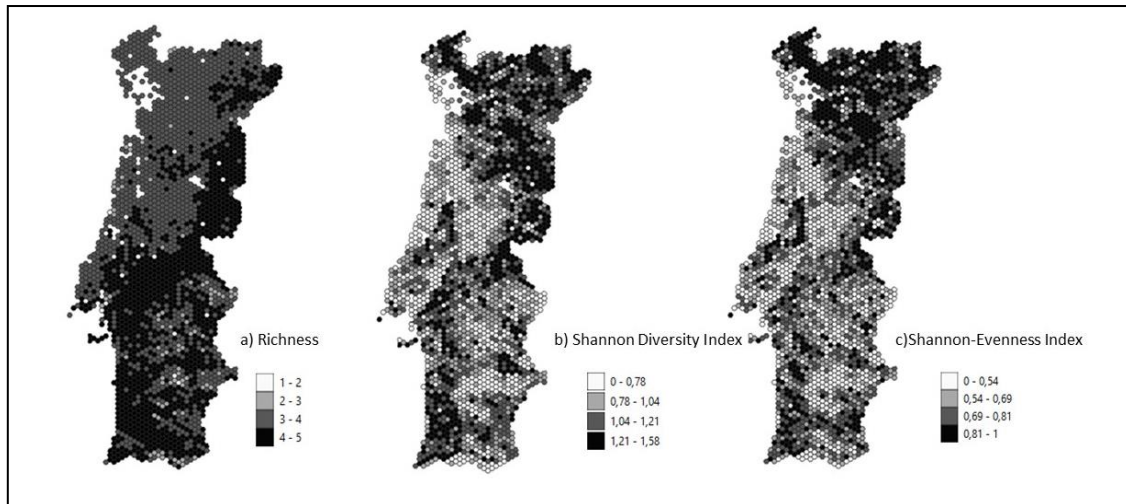 a) Richness
1 - 2
2 - 3
3 - 4
4 - 5
b) Shannon Diversity Index
0 - 0,78
0,78 - 1,04
1,04 - 1,21
1,21 - 1,58
c)Shannon-Evenness Index
0 - 0,54
0,54 - 0,69
0,69 - 0,81
0,81 - 1